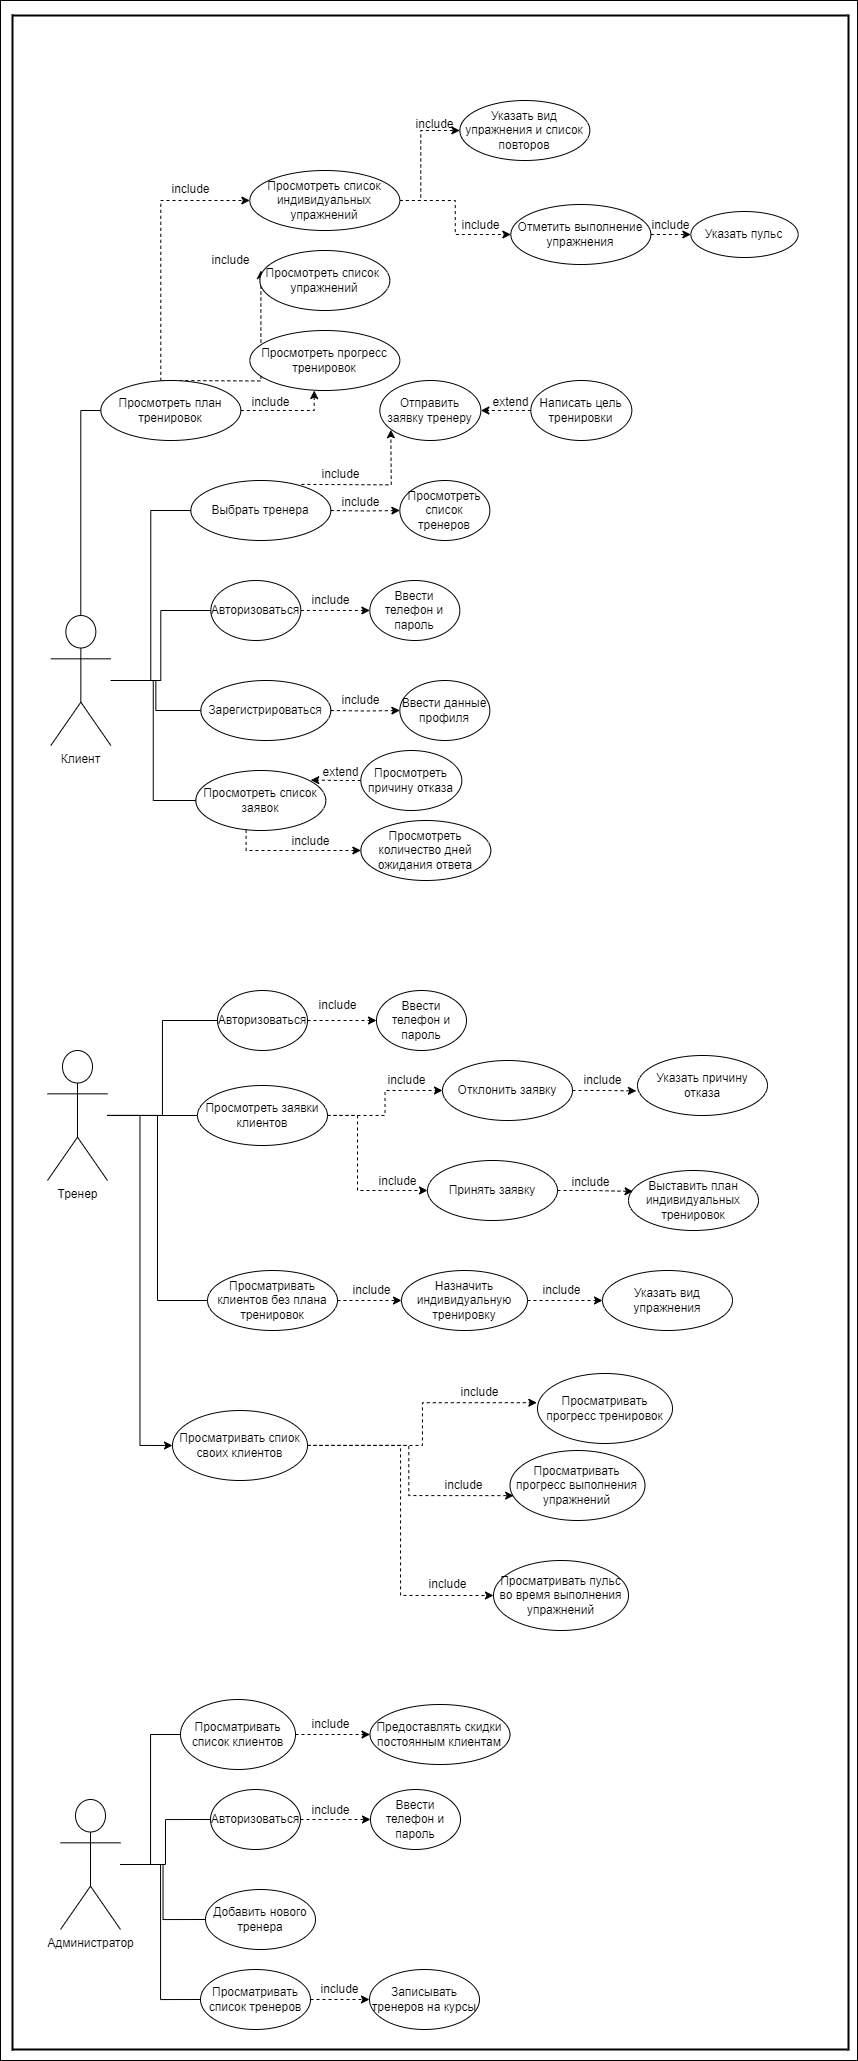 include
Указать вид
упражнения и список
повторов
include
Просмотреть список
индивидуальных
упражнений
include
Отметить выполнение
упражнения
include
Указать пульс
include
Просмотреть список
упражнений
Просмотреть прогресс
тренировок
Просмотреть план
тренировок
include
Отправить
заявку тренеру
extend
Написать цель
тренировки
include
Выбрать тренера
include
Просмотреть
список
тренеров
Авторизоваться
include
Ввести
телефон и
пароль
Зарегистрироваться
include
Ввести данные
профиля
Клиент
Просмотреть список
заявок
extend
Просмотреть
причину отказа
include
Просмотреть
количество дней
ожидания ответа
Авторизоваться
include
Ввести
телефон и
пароль
Просмотреть заявки
клиентов
include
Отклонить заявку
include
Указать причину
отказа
include
Принять заявку
include
Выставить план
индивидуальных
тренировок
Тренер
Просматривать
клиентов без плана
тренировок
include
Назначить
индивидуальную
тренировку
include
Указать вид
упражнения
Просматривать спиок
своих клиентов
include
Просматривать
прогресс тренировок
include
Просматривать
прогресс выполнения
упражнений
include
Просматривать пульс
во время выполнения
упражнений
Просматривать
список клиентов
include
Предоставлять скидки
постоянным клиентам
Авторизоваться
include
Ввести
телефон и
пароль
Добавить нового
тренера
Администратор
Просматривать
список тренеров
include
Записывать
тренеров на курсы